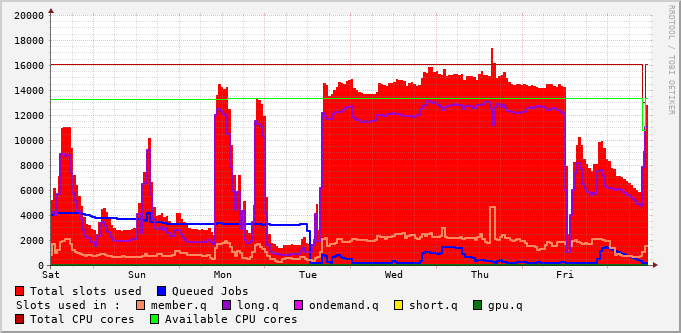 20000
18000
16000
14000
12000
10000
8000
6000
4000
2000
0
Sat Sun Mon Tue Wed Thu Fri
RRDTOOL / TOBI OETIKER
Total slots used Queued Jobs
Slots used in : member.q long.q ondemand.q short.q gpu.q
Total CPU cores Available CPU cores